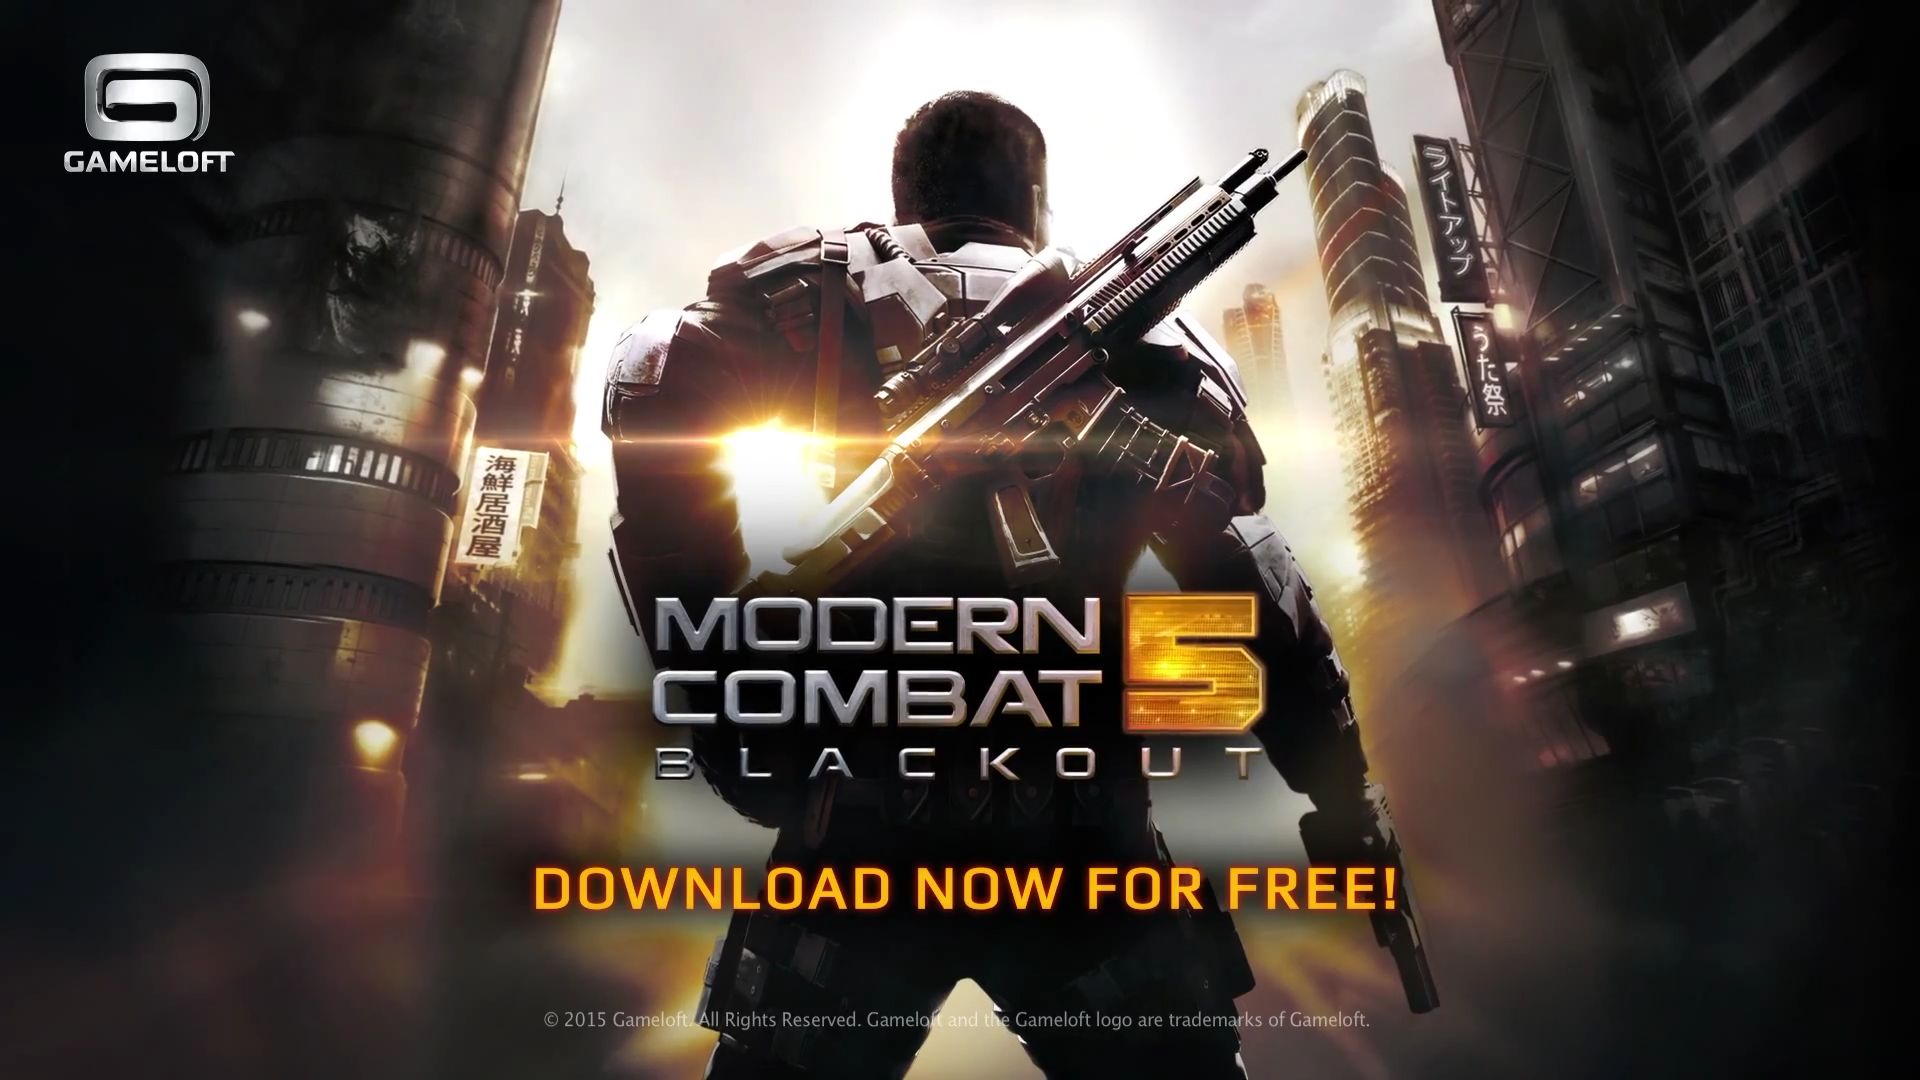 GAMELOFT
ライトアップ
うた祭
海鮮居酒屋
MODERN
COMBAT 5
BLACKOUT
DOWNLOAD NOW FOR FREE!
© 2015 Gameloft. All Rights Reserved. Gameloft and the Gameloft logo are trademarks of Gameloft.